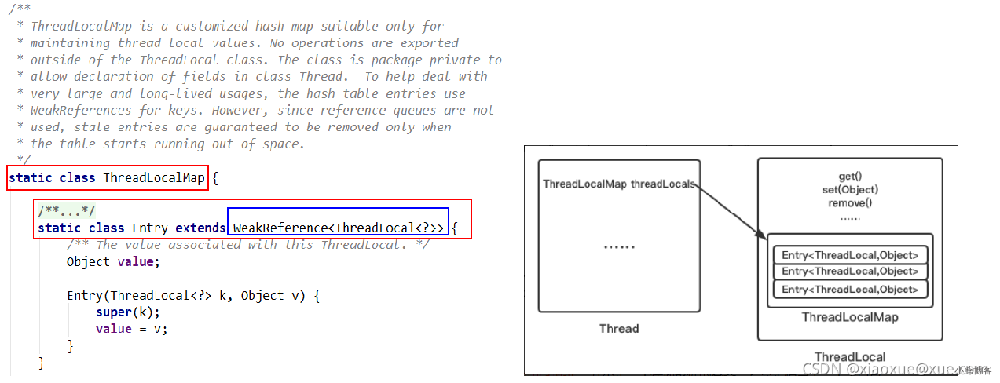 /**
* ThreadLocalMap is a customized hash map suitable only for
* maintaining thread local values. No operations are exported
* outside of the ThreadLocal class. The class is package private to
* allow declaration of fields in class Thread.  To help deal with
* very large and long-lived usages, the hash table entries use
* WeakReferences for keys. However, since reference queues are not
* used, stale entries are guaranteed to be removed only when
* the table starts running out of space.
*/
static class ThreadLocalMap {
/**...*/
static class Entry extends WeakReference<ThreadLocal<?>> {
/** The value associated with this ThreadLocal. */
Object value;
Entry(ThreadLocal<?> k, Object v) {
super(k);
value = v;
}
}
ThreadLocalMap threadLocals
......
Thread
get()
set(Object)
remove()
......
Entry<ThreadLocal,Object>
Entry<ThreadLocal,Object>
Entry<ThreadLocal,Object>
ThreadLocalMap
ThreadLocal
CSDN @xiaoxue@xue